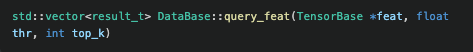 std::vector<result_t> DataBase::query_feat(TensorBase *feat, float
thr, int top_k)